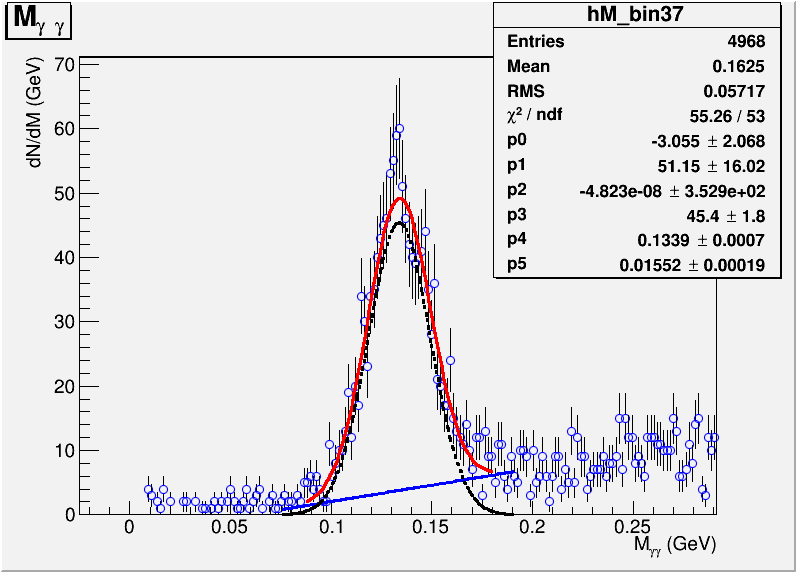 Mγ γ
hM_bin37
Entries 4968
Mean 0.1625
RMS 0.05717
χ² / ndf 55.26 / 53
p0 -3.055 ± 2.068
p1 51.15 ± 16.02
p2 -4.823e-08 ± 3.529e+02
p3 45.4 ± 1.8
p4 0.1339 ± 0.0007
p5 0.01552 ± 0.00019
dN/dM (GeV)
70
60
50
40
30
20
10
0
0 0.05 0.1 0.15 0.2 0.25
Mγγ (GeV)